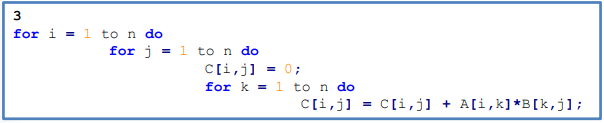 3
for i = 1 to n do
for j = 1 to n do
C[i,j] = 0;
for k = 1 to n do
C[i,j] = C[i,j] + A[i,k]*B[k,j];